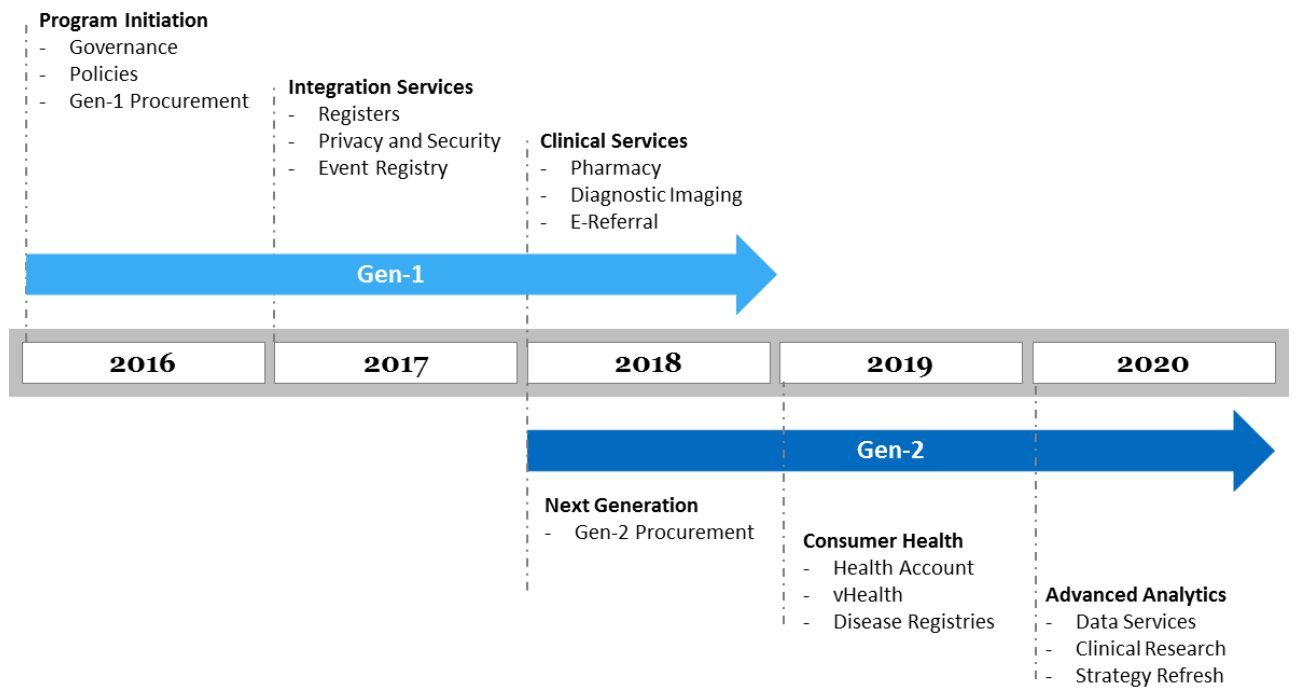 Program Initiation
- Governance
- Policies
- Gen-1 Procurement
Integration Services
- Registers
- Privacy and Security
- Event Registry
Clinical Services
- Pharmacy
- Diagnostic Imaging
- E-Referral
Gen-1
2016
2017
2018
2019
2020
Gen-2
Next Generation
- Gen-2 Procurement
Consumer Health
- Health Account
- vHealth
- Disease Registries
Advanced Analytics
- Data Services
- Clinical Research
- Strategy Refresh